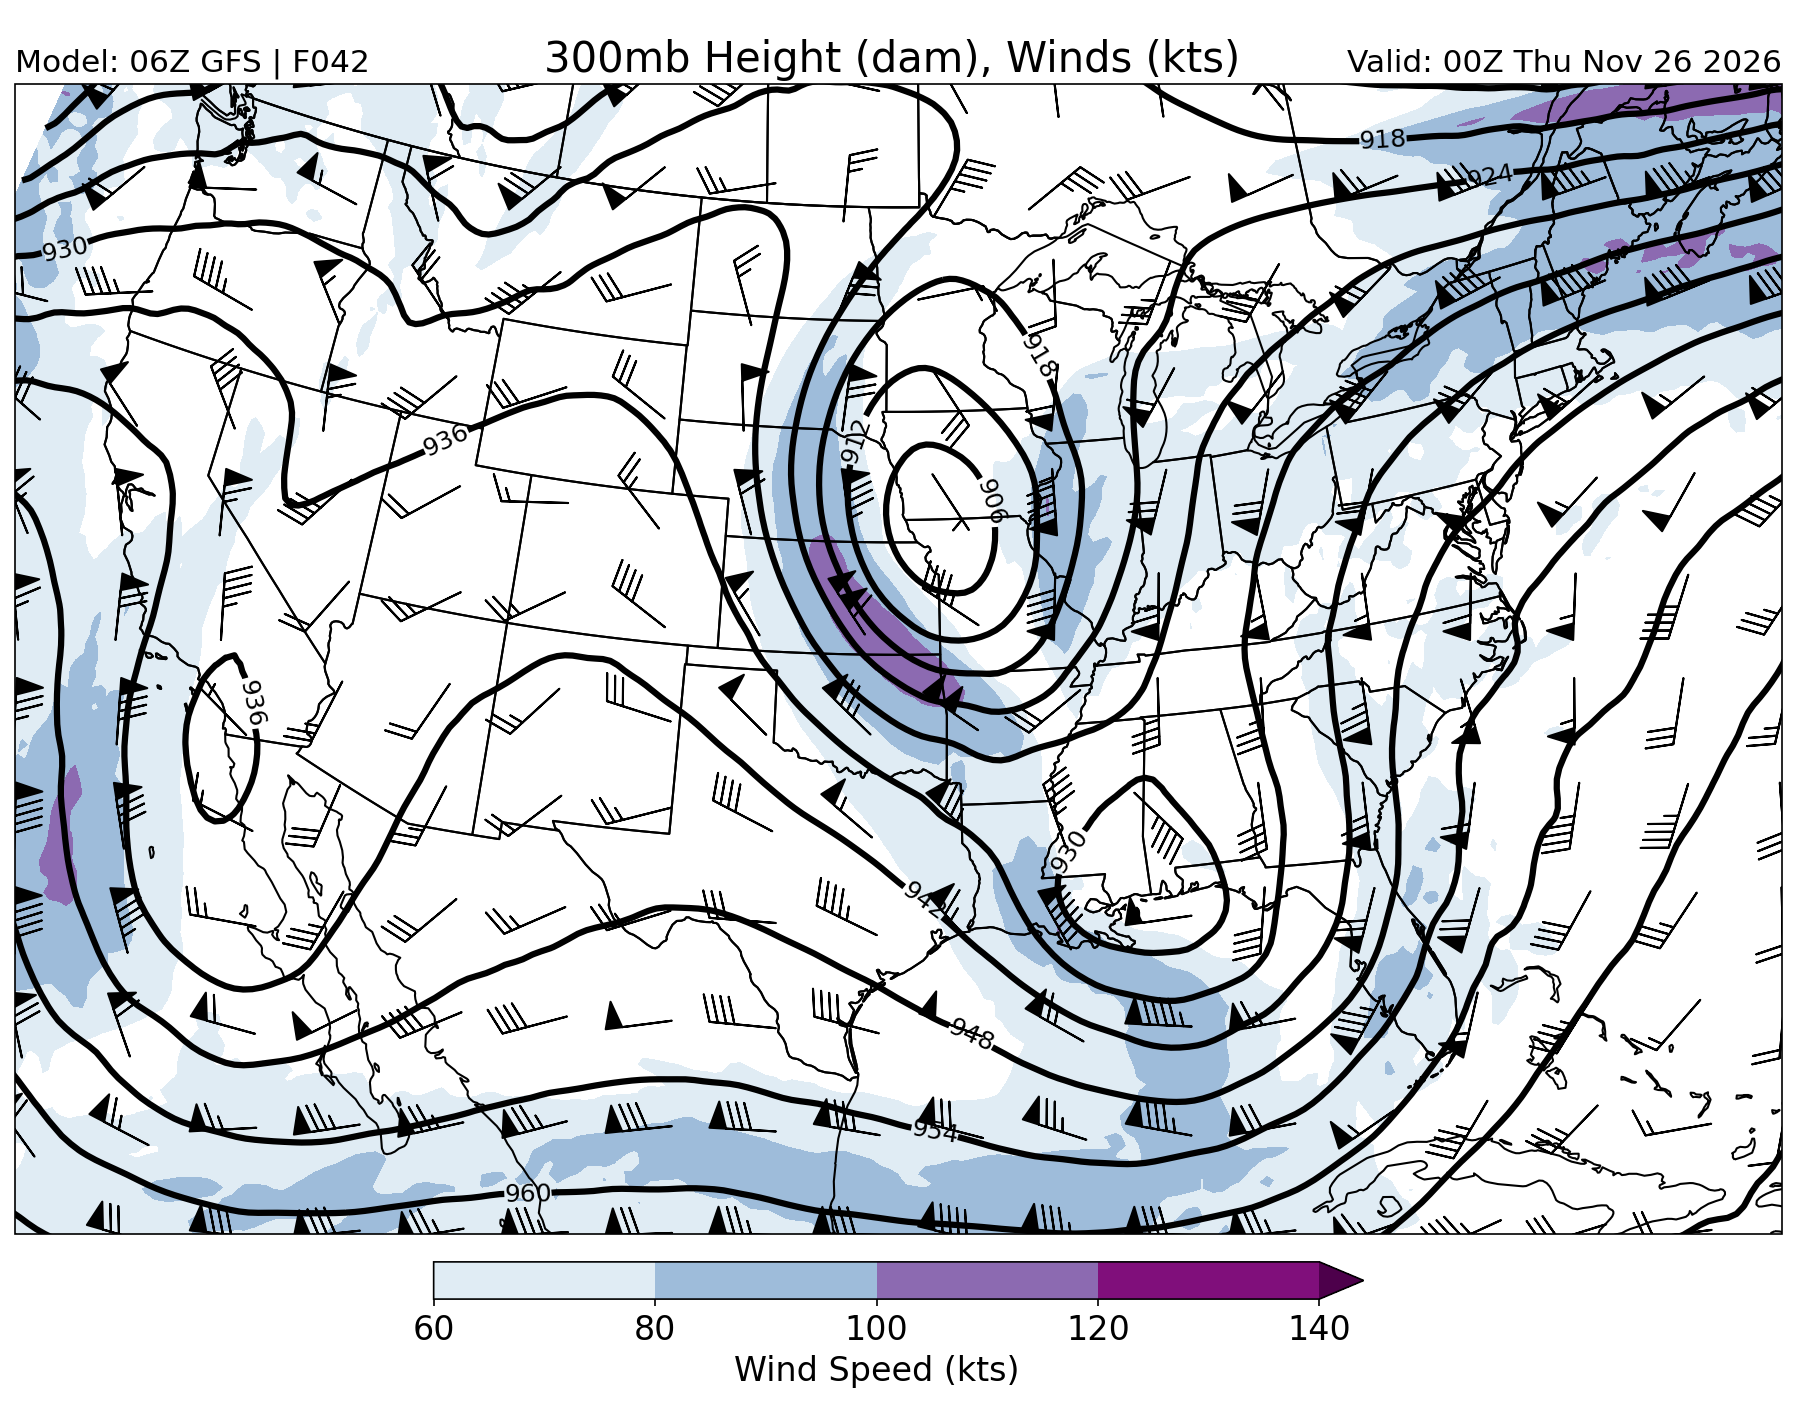 Model: 06Z GFS | F042
300mb Height (dam), Winds (kts)
Valid: 00Z Thu Nov 26 2026
918
924
930
918
936
912
906
936
930
942
948
954
960
60 80 100 120 140
Wind Speed (kts)